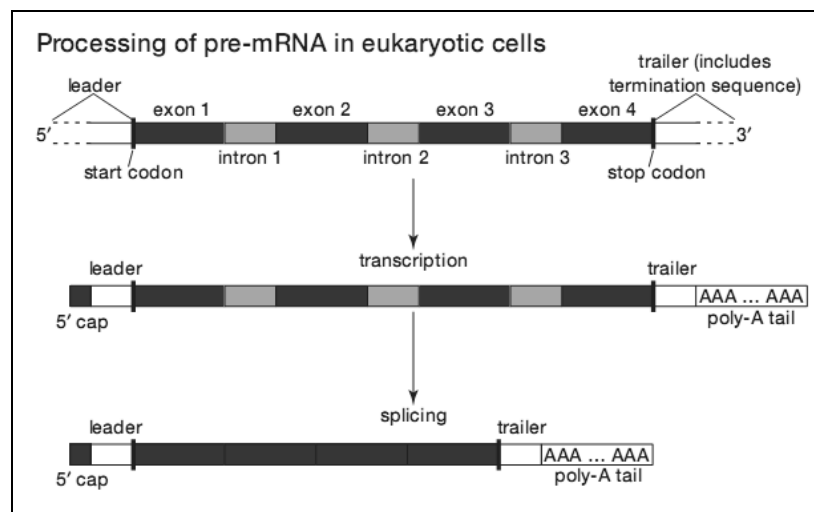 Processing of pre-mRNA in eukaryotic cells
leader
trailer (includes
termination sequence)
exon 1 exon 2 exon 3 exon 4
5′ 3′
start codon
intron 1 intron 2 intron 3
stop codon
transcription
leader trailer
AAA ... AAA
5′ cap poly-A tail
splicing
leader trailer
AAA ... AAA
5′ cap poly-A tail